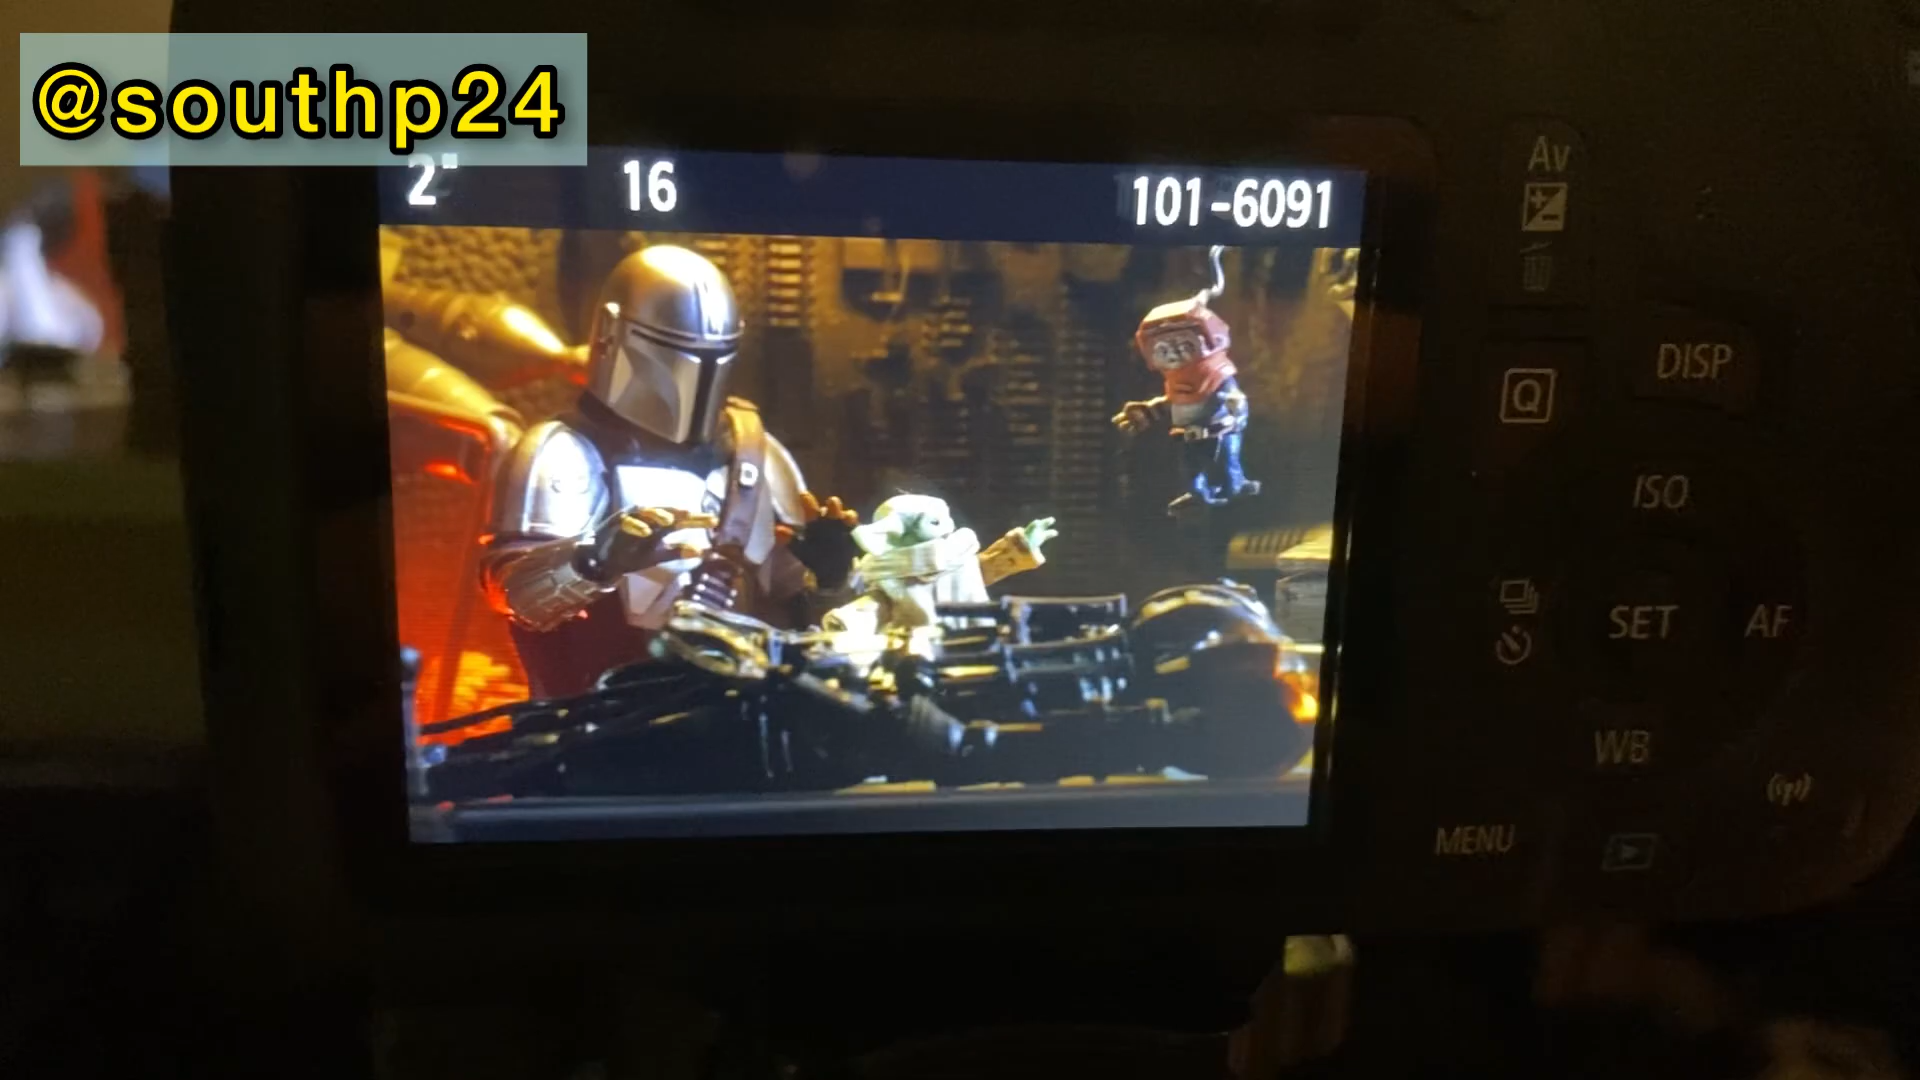 @southp24
2" 16 101-6091
Av
Q
DISP
ISO
SET AF
WB
MENU